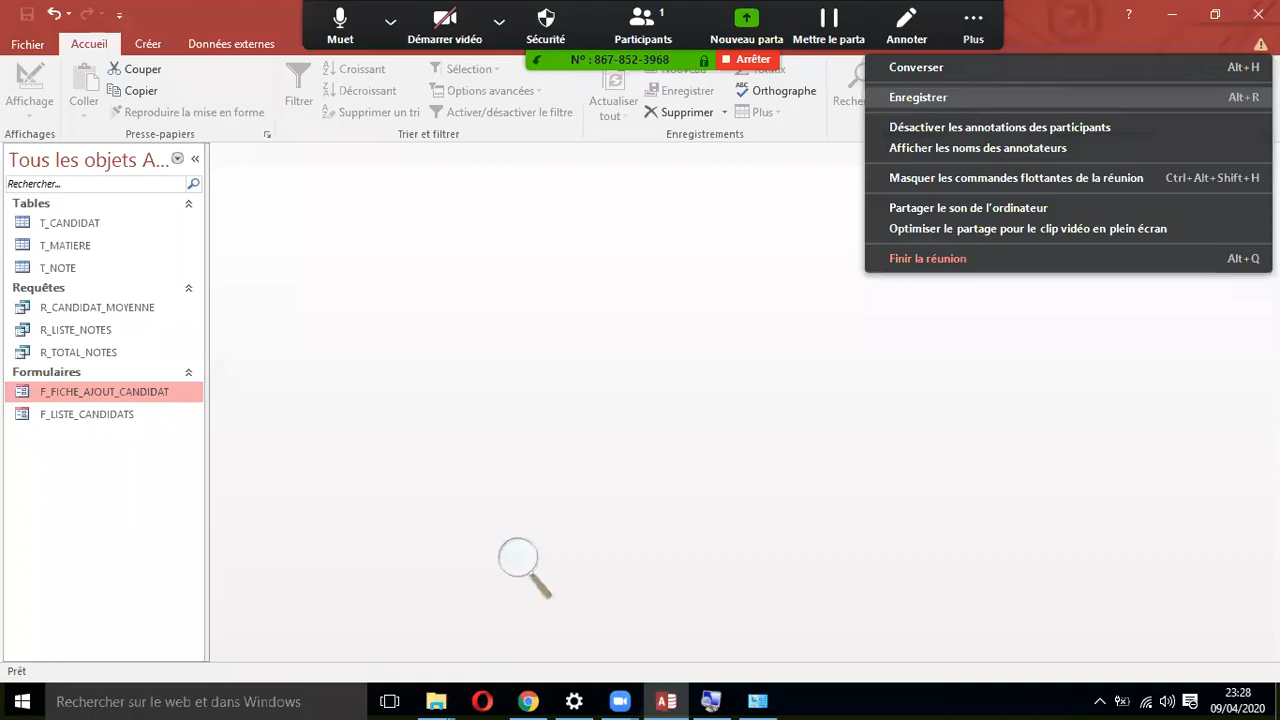 Muet
Démarrer vidéo
Sécurité
Participants
1
Nouveau parta
Mettre le parta
Annoter
Plus
Nº : 867-852-3968
Arrêter
?
Fichier
Accueil
Créer
Données externes
Affichage
Affichages
Coller
Couper
Copier
Reproduire la mise en forme
Presse-papiers
Filtrer
Croissant
Décroissant
Supprimer un tri
Sélection
Options avancées
Activer/désactiver le filtre
Trier et filtrer
Actualiser
tout
Nouveau
Enregistrer
Supprimer
Totaux
Orthographe
Plus
Enregistrements
Recher
Converser Alt+H
Enregistrer Alt+R
Désactiver les annotations des participants
Afficher les noms des annotateurs
Masquer les commandes flottantes de la réunion Ctrl+Alt+Shift+H
Partager le son de l'ordinateur
Optimiser le partage pour le clip vidéo en plein écran
Finir la réunion Alt+Q
Tous les objets A...
Rechercher...
Tables
T_CANDIDAT
T_MATIERE
T_NOTE
Requêtes
R_CANDIDAT_MOYENNE
R_LISTE_NOTES
R_TOTAL_NOTES
Formulaires
F_FICHE_AJOUT_CANDIDAT
F_LISTE_CANDIDATS
Prêt
Rechercher sur le web et dans Windows
23:28
09/04/2020